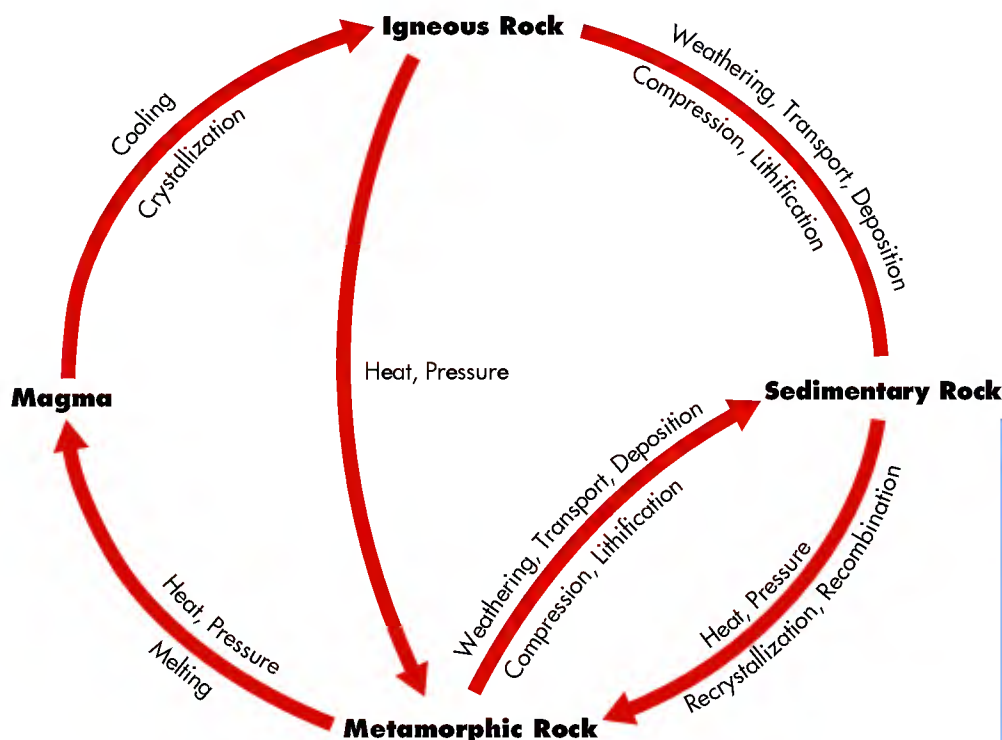 Igneous Rock
Weathering, Transport, Deposition
Compression, Lithification
Cooling
Crystallization
Heat, Pressure
Magma
Sedimentary Rock
Weathering, Transport, Deposition
Compression, Lithification
Heat, Pressure
Recrystallization, Recombination
Heat, Pressure
Melting
Metamorphic Rock